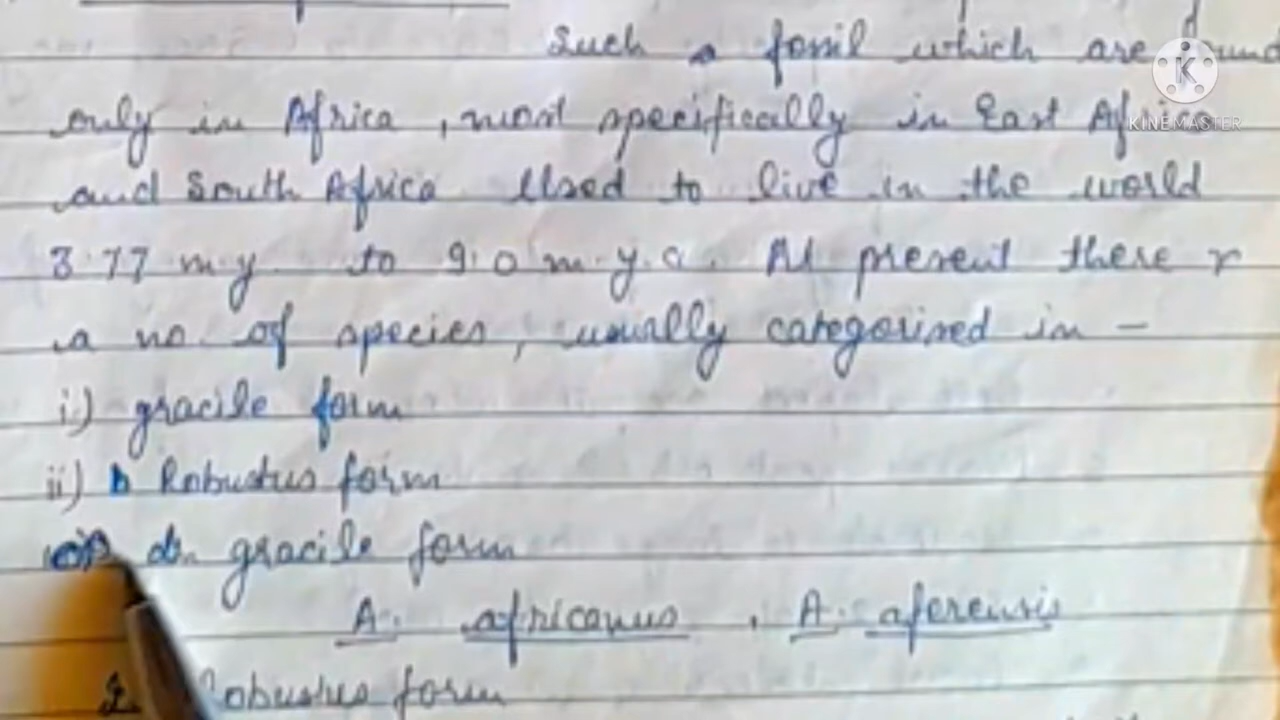 Such a fossil which are found
only in Africa, most specifically in East Africa
and South Africa Used to live in the world
3.77 m.y. to 9.0 m.y.a. At present there r
a no. of species, usually categorised in –
i) gracile form
ii) b Robustus form
gracile form
A. africanus , A. aferensis
Robustus form
K
KINEMASTER